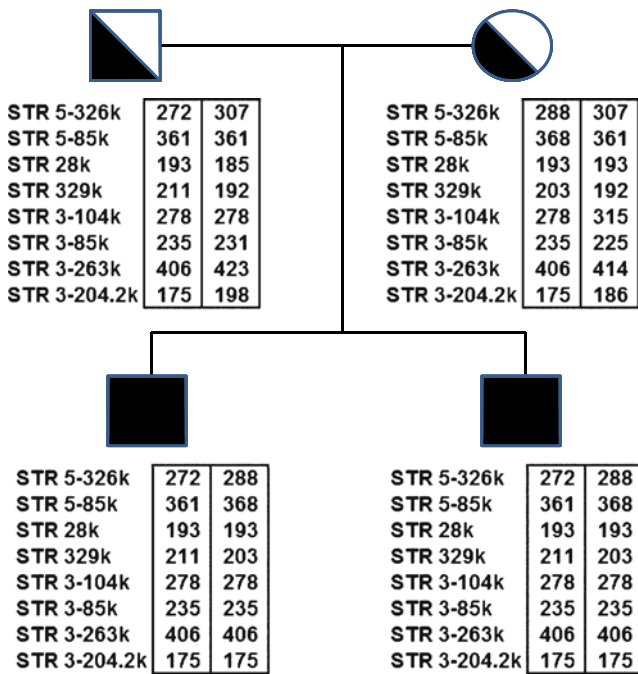 STR 5-326k 272 307
STR 5-85k 361 361
STR 28k 193 185
STR 329k 211 192
STR 3-104k 278 278
STR 3-85k 235 231
STR 3-263k 406 423
STR 3-204.2k 175 198
STR 5-326k 288 307
STR 5-85k 368 361
STR 28k 193 193
STR 329k 203 192
STR 3-104k 278 315
STR 3-85k 235 225
STR 3-263k 406 414
STR 3-204.2k 175 186
STR 5-326k 272 288
STR 5-85k 361 368
STR 28k 193 193
STR 329k 211 203
STR 3-104k 278 278
STR 3-85k 235 235
STR 3-263k 406 406
STR 3-204.2k 175 175
STR 5-326k 272 288
STR 5-85k 361 368
STR 28k 193 193
STR 329k 211 203
STR 3-104k 278 278
STR 3-85k 235 235
STR 3-263k 406 406
STR 3-204.2k 175 175